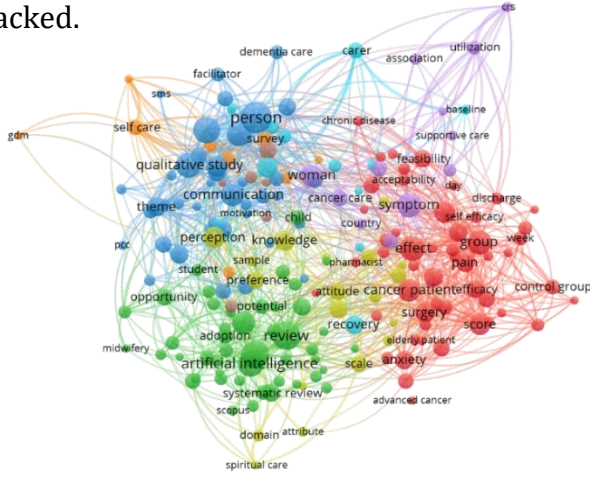 acked.
crs
dementia care
carer
utilization
association
facilitator
sms
baseline
person
chronic disease
self care
gdm
survey
supportive care
feasibility
qualitative study
woman
acceptability
day
communication
cancer care
discharge
theme
symptom
motivation
child
self efficacy
country
perception
knowledge
group
week
pcc
effect
sample
pharmacist
pain
student
preference
opportunity
attitude
cancer patient
efficacy
control group
potential
surgery
recovery
score
adoption
review
elderly patient
midwifery
artificial intelligence
scale
anxiety
systematic review
advanced cancer
scopus
domain
attribute
spiritual care